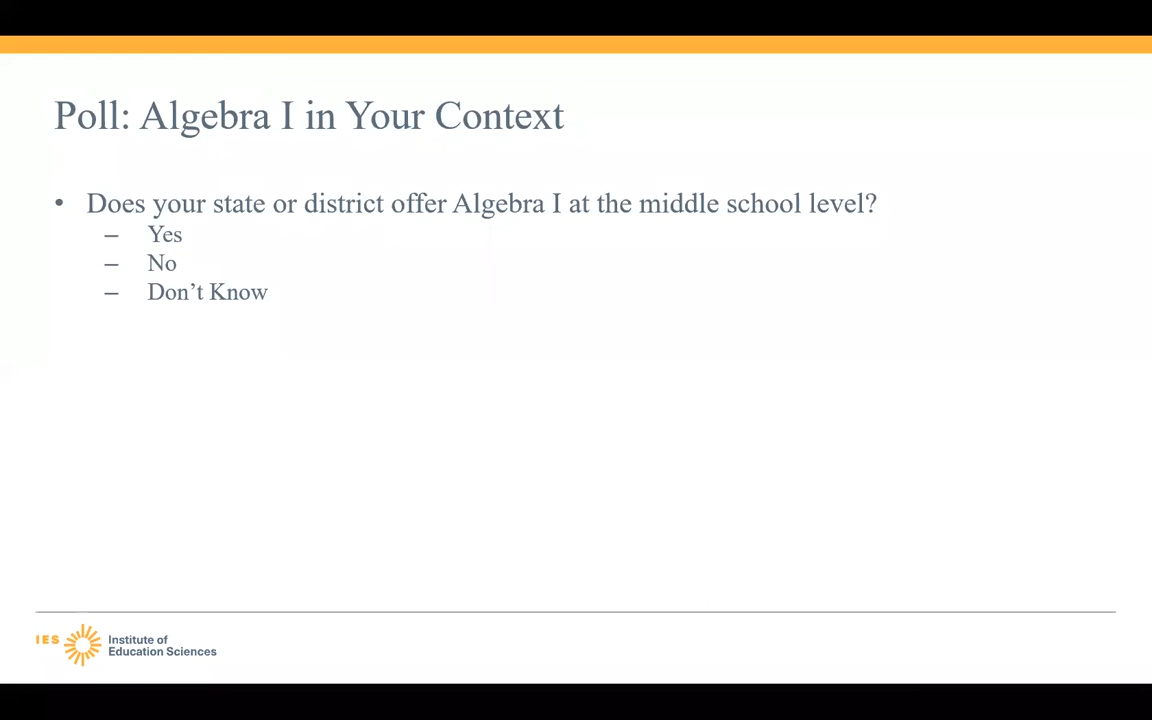 Poll: Algebra I in Your Context
• Does your state or district offer Algebra I at the middle school level?
– Yes
– No
– Don’t Know
IES
Institute of
Education Sciences